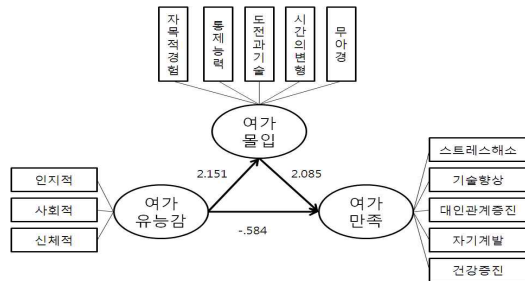 자목적경험
통제능력
도전과기술
시간의변형
무아경
여가
몰입
2.151
2.085
인지적
사회적
신체적
여가
유능감
-.584
여가
만족
스트레스해소
기술향상
대인관계증진
자기계발
건강증진